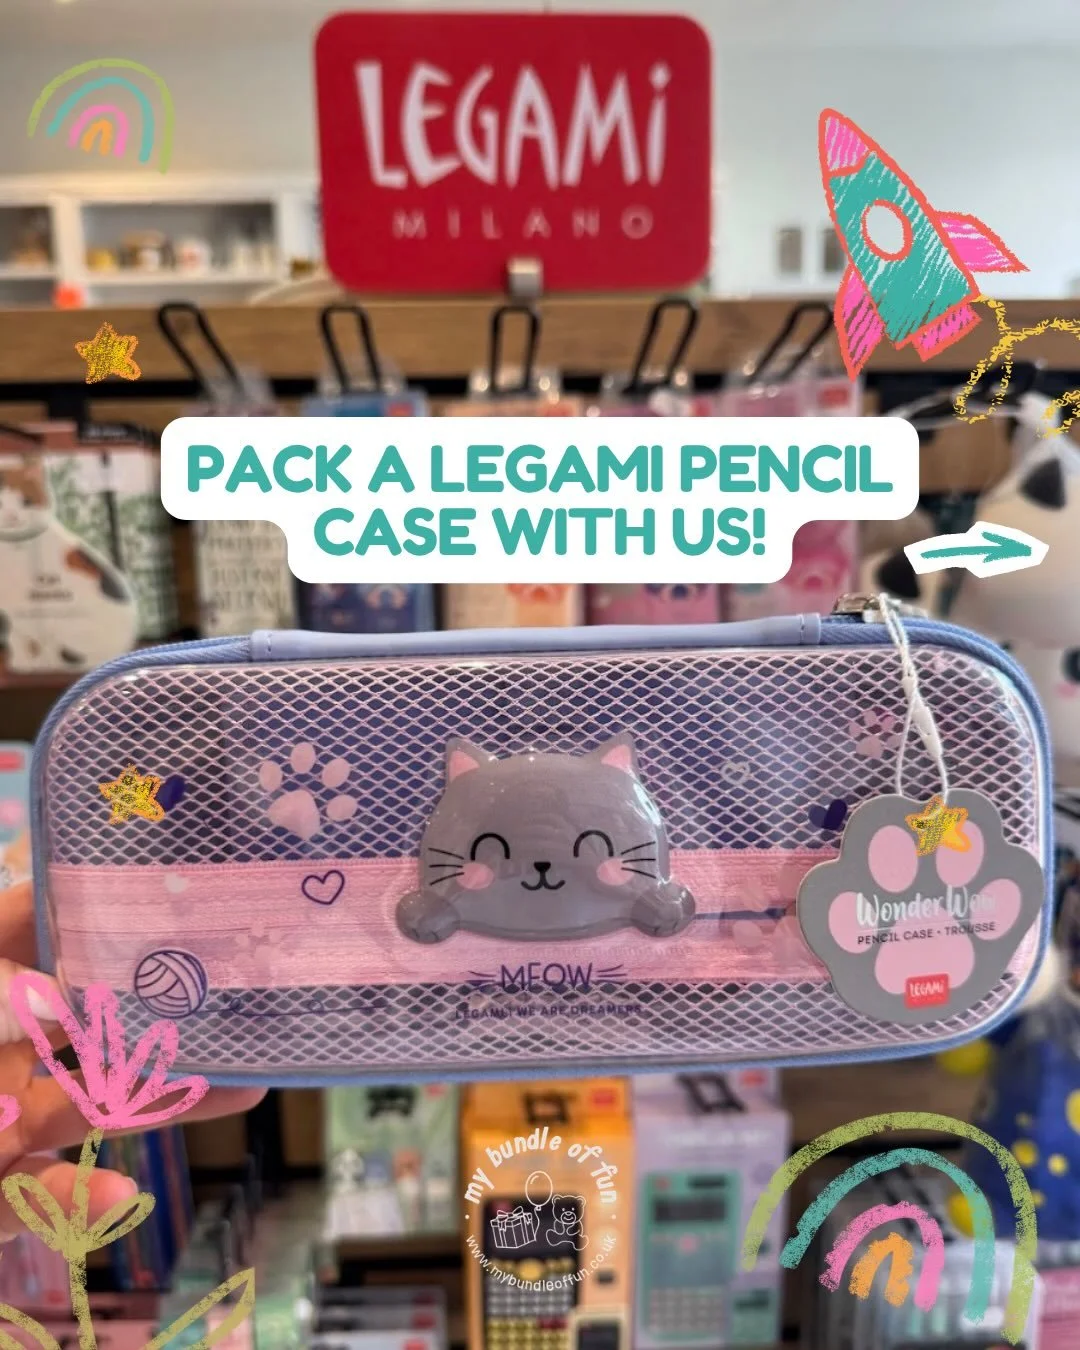 LEGAMi
MILANO
PACK A LEGAMI PENCIL
CASE WITH US!
Wonder
PENCIL CASE • TROUSSE
LEGAMi
MEOW
LEGAMI WE ARE DREAMERS
my bundle of fun
www.mybundleoffun.co.uk